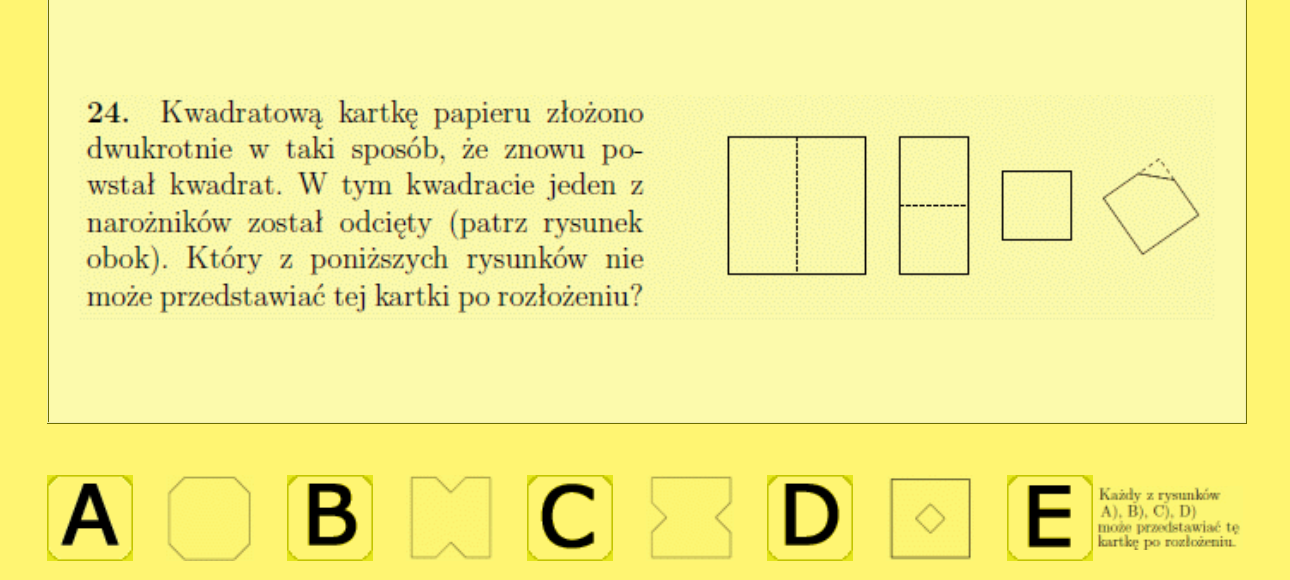 24. Kwadratową kartkę papieru złożono
dwukrotnie w taki sposób, że znowu po-
wstał kwadrat. W tym kwadracie jeden z
narożników został odcięty (patrz rysunek
obok). Który z poniższych rysunków nie
może przedstawiać tej kartki po rozłożeniu?
A B C D E
Każdy z rysunków
A), B), C), D)
może przedstawiać tę
kartkę po rozłożeniu.